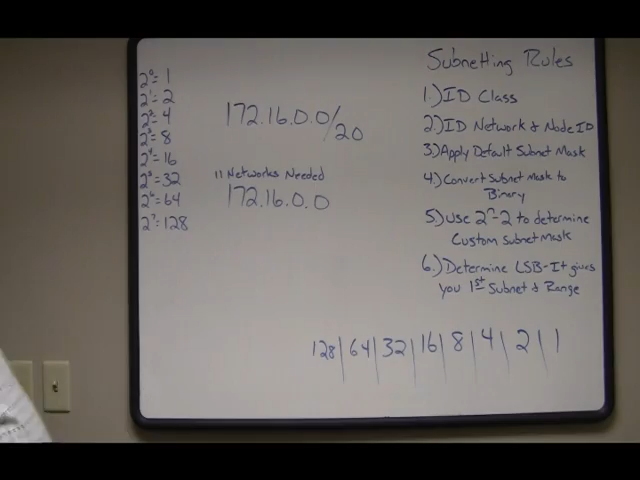 2⁰= 1
2¹= 2
2²= 4
2³= 8
2⁴= 16
2⁵= 32
2⁶= 64
2⁷= 128
172.16.0.0/20
11 Networks Needed
172.16.0.0
Subnetting Rules
1.) ID Class
2.) ID Network & Node ID
3.) Apply Default Subnet Mask
4.) Convert Subnet Mask to
Binary
5.) Use 2ⁿ-2 to determine
Custom Subnet Mask
6.) Determine LSB-It gives
you 1st Subnet & Range
128|64|32|16|8|4|2|1